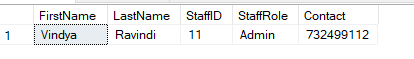 FirstName LastName StaffID StaffRole Contact
1 Vindya Ravindi 11 Admin 732499112